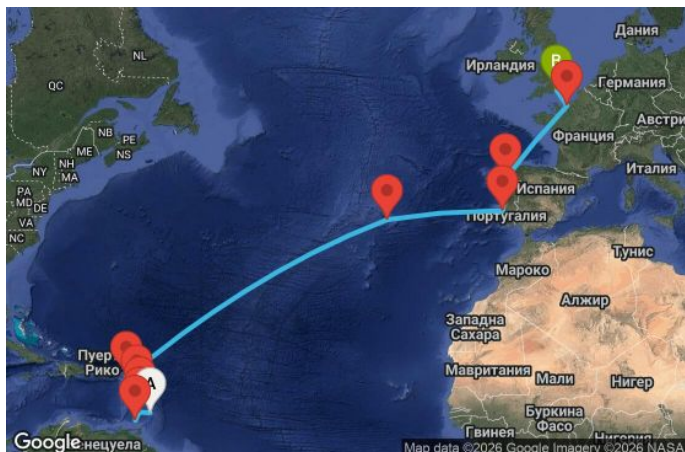 NL
QC
NB
PE
ME
NS
NY
NH
MA
PA
MD
DE
VA
NC
Дания
Ирландия
B
Германия
Франция
Австри
Италия
Испания
Португалия
Тунис
Мароко
Алжир
Западна
Сахара
Пуер
Рико
A
Мавритания
Мали
Нигер
Буркина
Фасо
Гвинея
Нигерия
Google
нецуела
Map data ©2026 Google Imagery ©2026 NASA